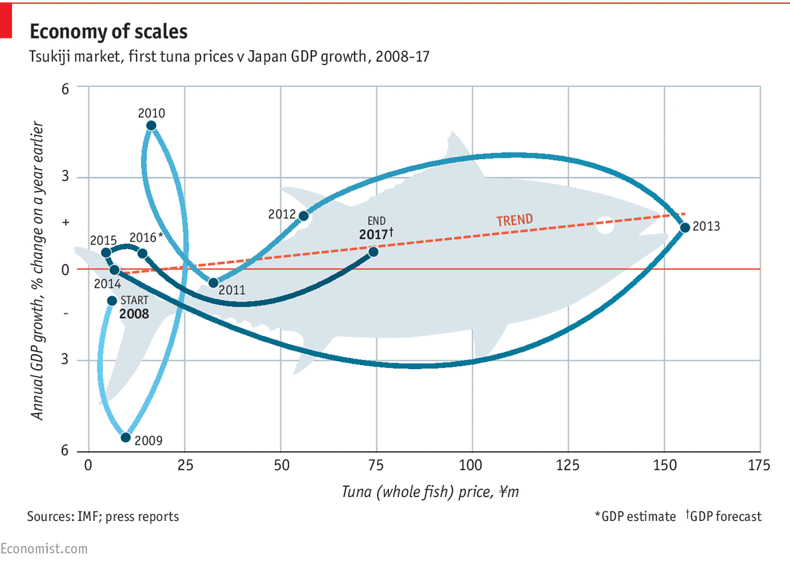 Economy of scales
Tsukiji market, first tuna prices v Japan GDP growth, 2008-17
Annual GDP growth, % change on a year earlier
6
3
+
0
-
3
6
2010
2012
END
2017†
TREND
2013
2015
2016*
2014
2011
START
2008
2009
0
25
50
75
100
125
150
175
Tuna (whole fish) price, ¥m
Sources: IMF; press reports
*GDP estimate †GDP forecast
Economist.com